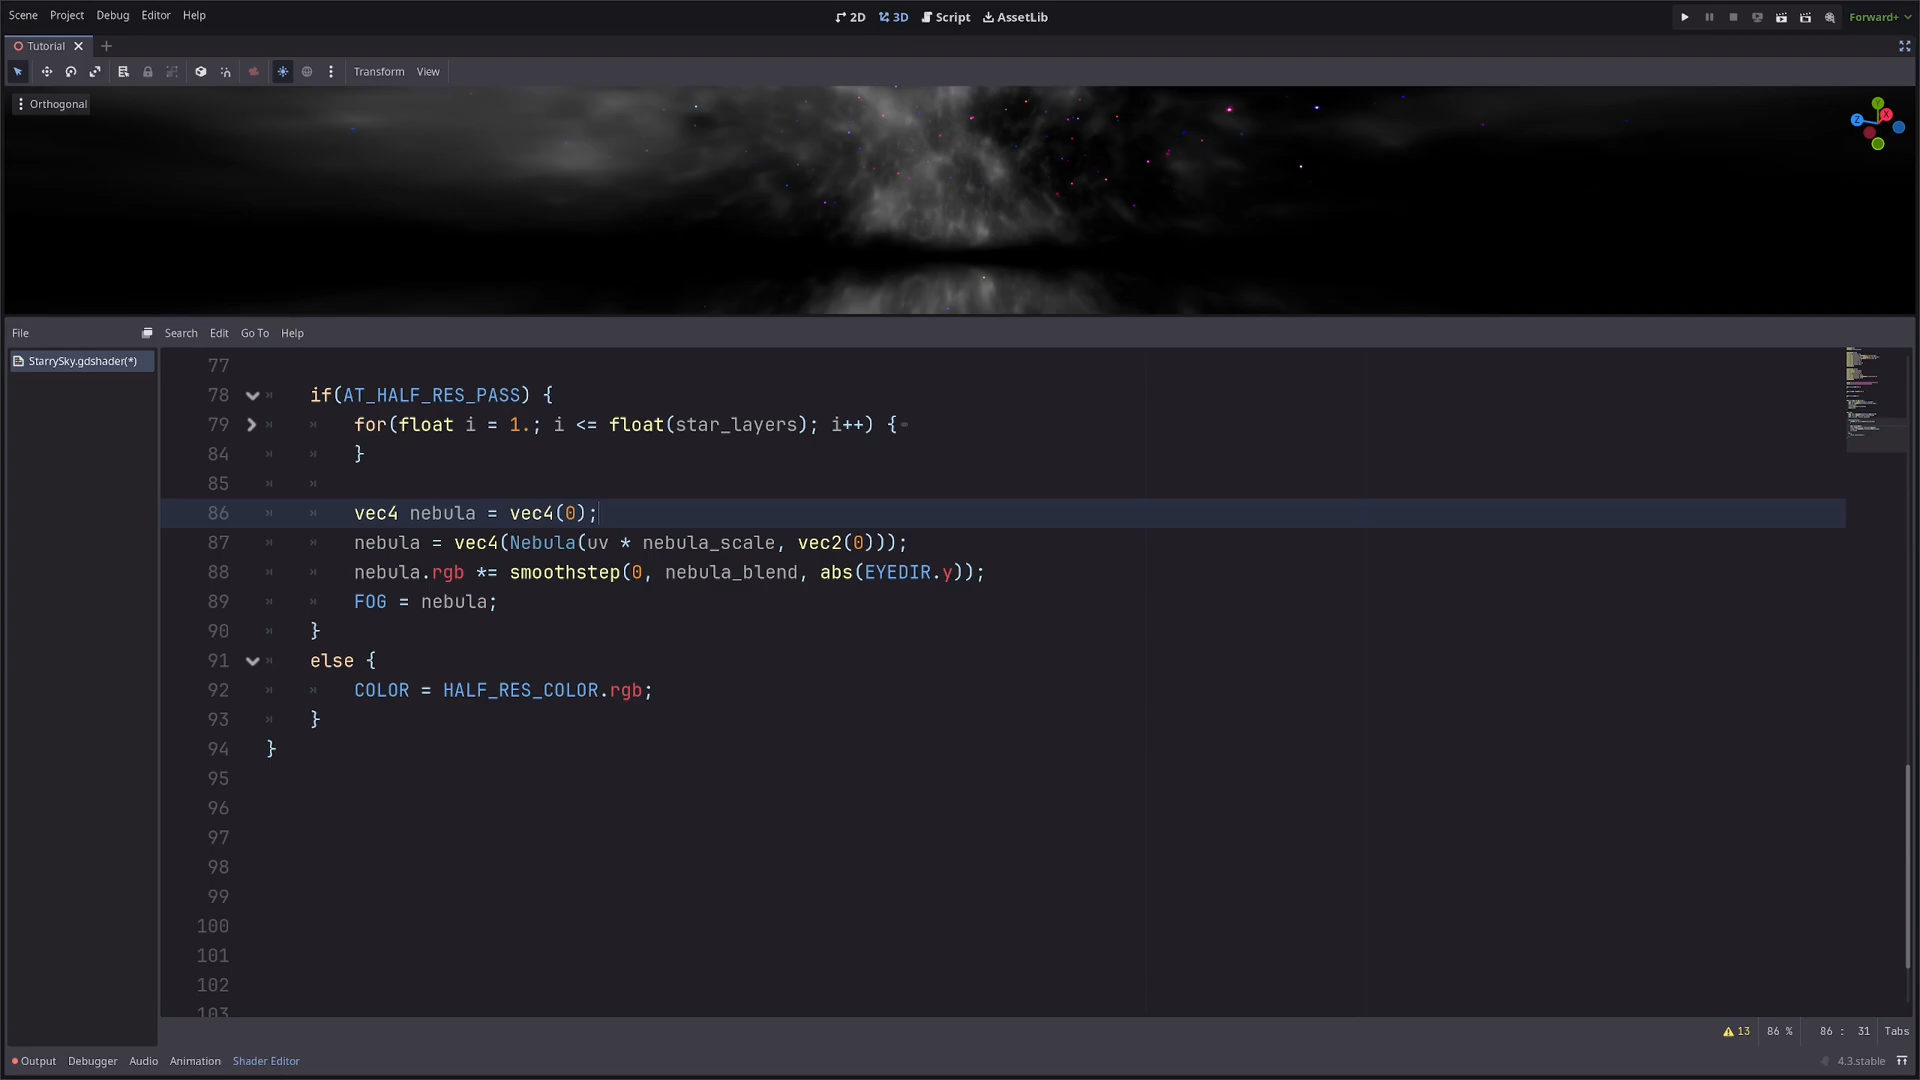 Scene Project Debug Editor Help
2D 3D Script AssetLib
Forward+
Tutorial
Transform View
Orthogonal
Y
Z X
File Search Edit Go To Help
StarrySky.gdshader(*)
77
78 if(AT_HALF_RES_PASS) {
79 for(float i = 1.; i <= float(star_layers); i++) {
84 }
85
86 vec4 nebula = vec4(0);
87 nebula = vec4(Nebula(uv * nebula_scale, vec2(0)));
88 nebula.rgb *= smoothstep(0, nebula_blend, abs(EYEDIR.y));
89 FOG = nebula;
90 }
91 else {
92 COLOR = HALF_RES_COLOR.rgb;
93 }
94 }
95
96
97
98
99
100
101
102
103
13 86 % 86 : 31 Tabs
Output Debugger Audio Animation Shader Editor 4.3.stable